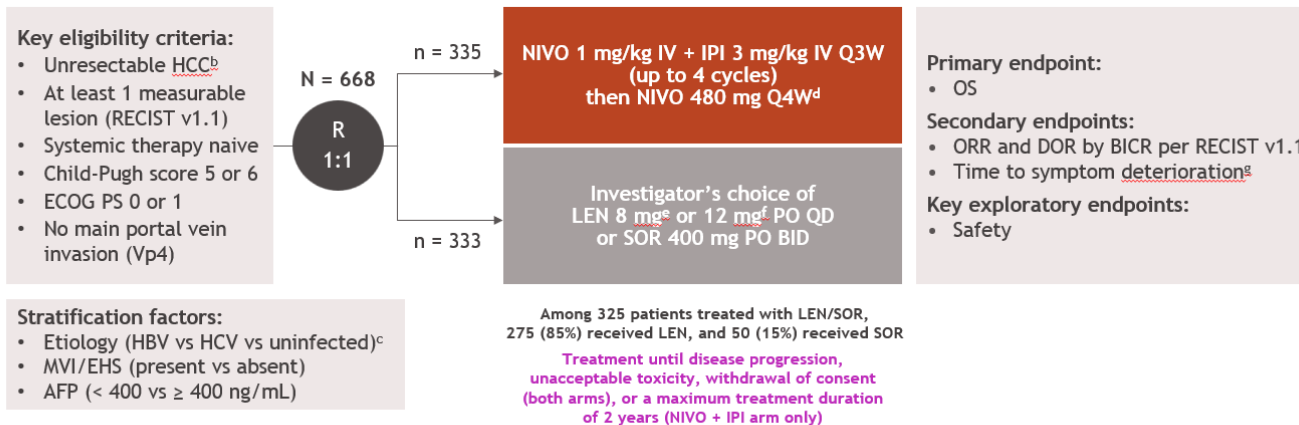 Key eligibility criteria:
• Unresectable HCCᵇ
• At least 1 measurable
lesion (RECIST v1.1)
• Systemic therapy naive
• Child-Pugh score 5 or 6
• ECOG PS 0 or 1
• No main portal vein
invasion (Vp4)
N = 668
R
1:1
n = 335
n = 333
NIVO 1 mg/kg IV + IPI 3 mg/kg IV Q3W
(up to 4 cycles)
then NIVO 480 mg Q4Wᵈ
Investigator’s choice of
LEN 8 mgᵉ or 12 mgᶠ PO QD
or SOR 400 mg PO BID
Primary endpoint:
• OS
Secondary endpoints:
• ORR and DOR by BICR per RECIST v1.1
• Time to symptom deteriorationᵍ
Key exploratory endpoints:
• Safety
Stratification factors:
• Etiology (HBV vs HCV vs uninfected)ᶜ
• MVI/EHS (present vs absent)
• AFP (< 400 vs ≥ 400 ng/mL)
Among 325 patients treated with LEN/SOR,
275 (85%) received LEN, and 50 (15%) received SOR
Treatment until disease progression,
unacceptable toxicity, withdrawal of consent
(both arms), or a maximum treatment duration
of 2 years (NIVO + IPI arm only)